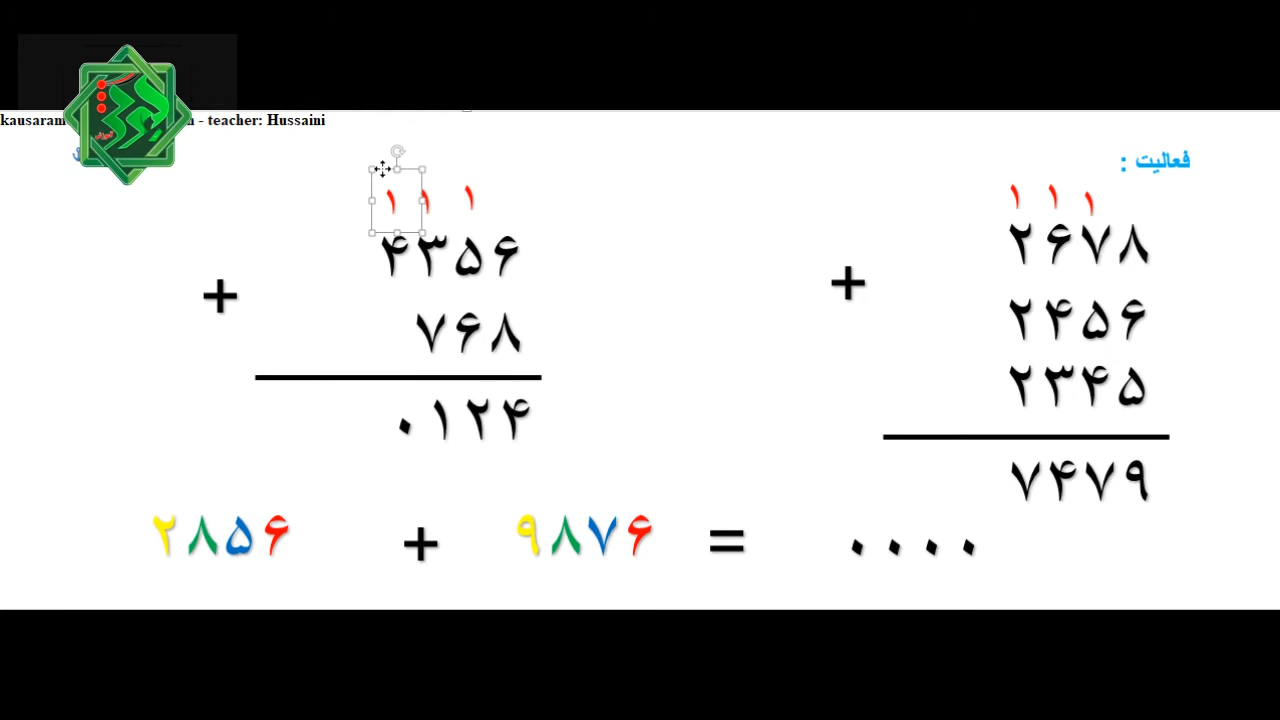 kausaram - teacher: Hussaini
فعالیت :
۱ ۱ ۱
۲۶۷۸
+
۲۴۵۶
۲۳۴۵
۷۴۷۹
۱ ۱ ۱
۴۳۵۶
+
۷۶۸
۰۱۲۴
۲۸۵۶ + ۹۸۷۶ = ۰۰۰۰